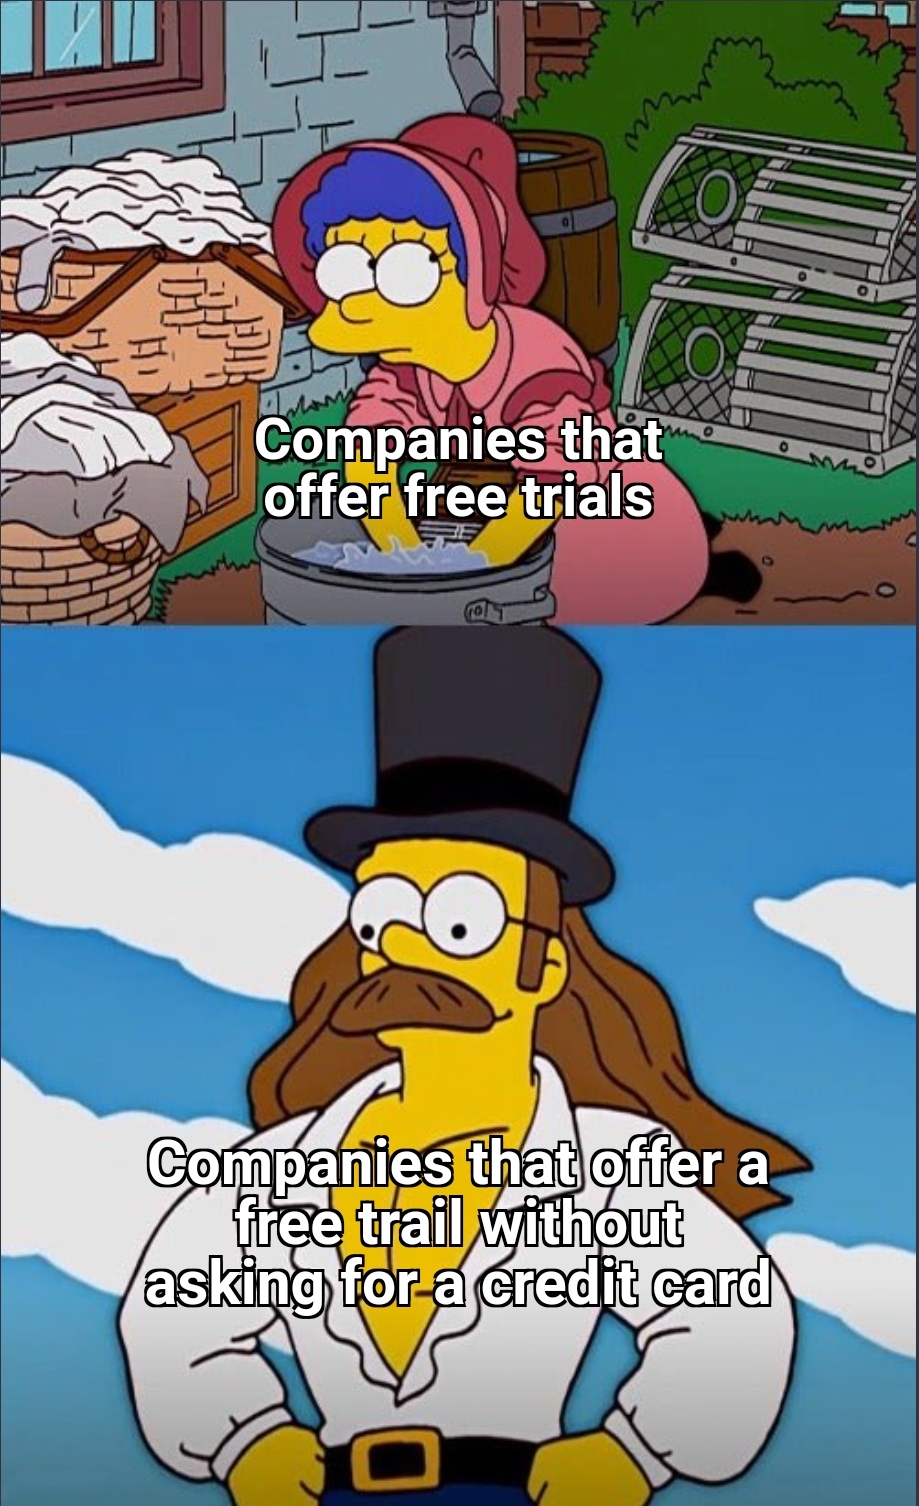 Companies that
offer free trials
Companies that offer a
free trail without
asking for a credit card